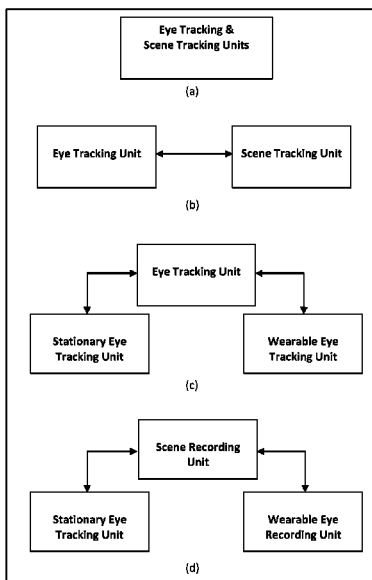 Eye Tracking &
Scene Tracking Units
(a)
Eye Tracking Unit
Scene Tracking Unit
(b)
Eye Tracking Unit
Stationary Eye
Tracking Unit
Wearable Eye
Tracking Unit
(c)
Scene Recording
Unit
Stationary Eye
Tracking Unit
Wearable Eye
Recording Unit
(d)